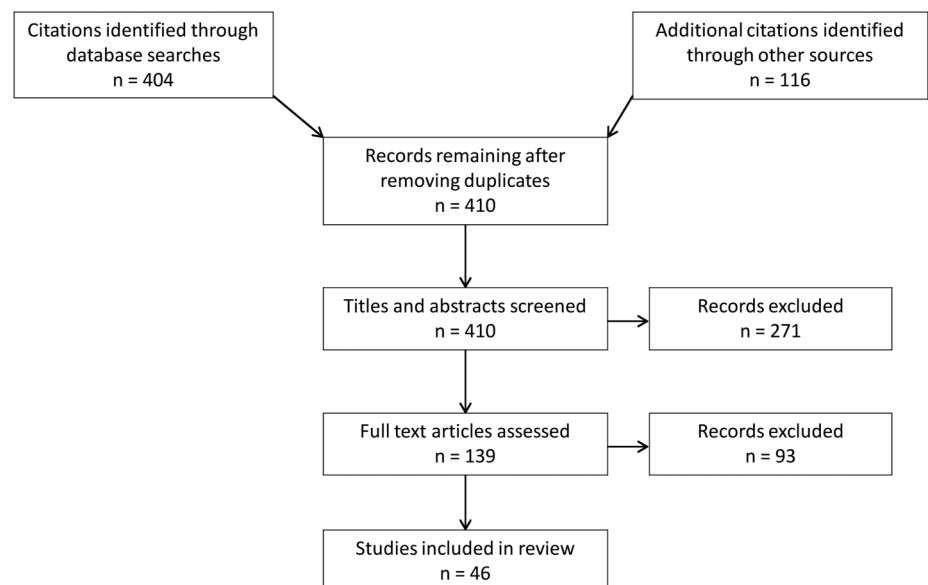 Citations identified through
database searches
n = 404
Additional citations identified
through other sources
n = 116
Records remaining after
removing duplicates
n = 410
Titles and abstracts screened
n = 410
Records excluded
n = 271
Full text articles assessed
n = 139
Records excluded
n = 93
Studies included in review
n = 46